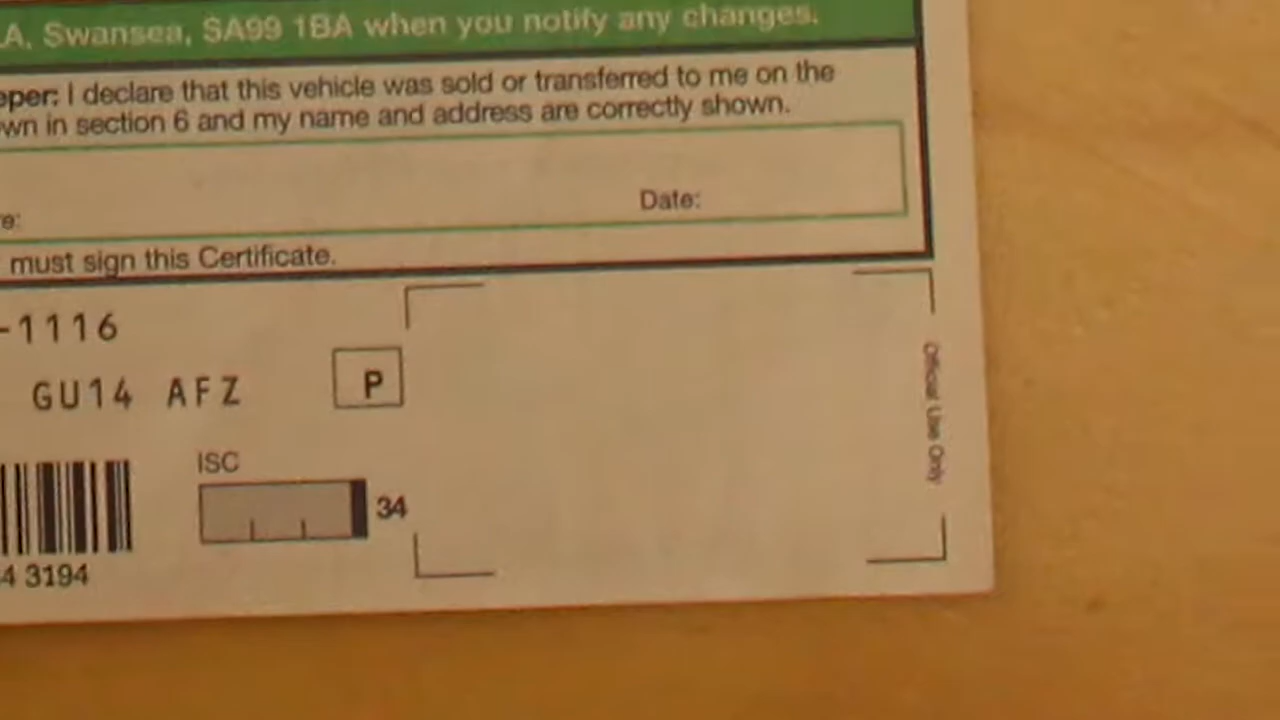 LA, Swansea, SA99 1BA when you notify any changes.
eper: I declare that this vehicle was sold or transferred to me on the
wn in section 6 and my name and address are correctly shown.
Date:
re:
must sign this Certificate.
-1116
GU14 AFZ
P
Official Use Only
ISC
34
4 3194